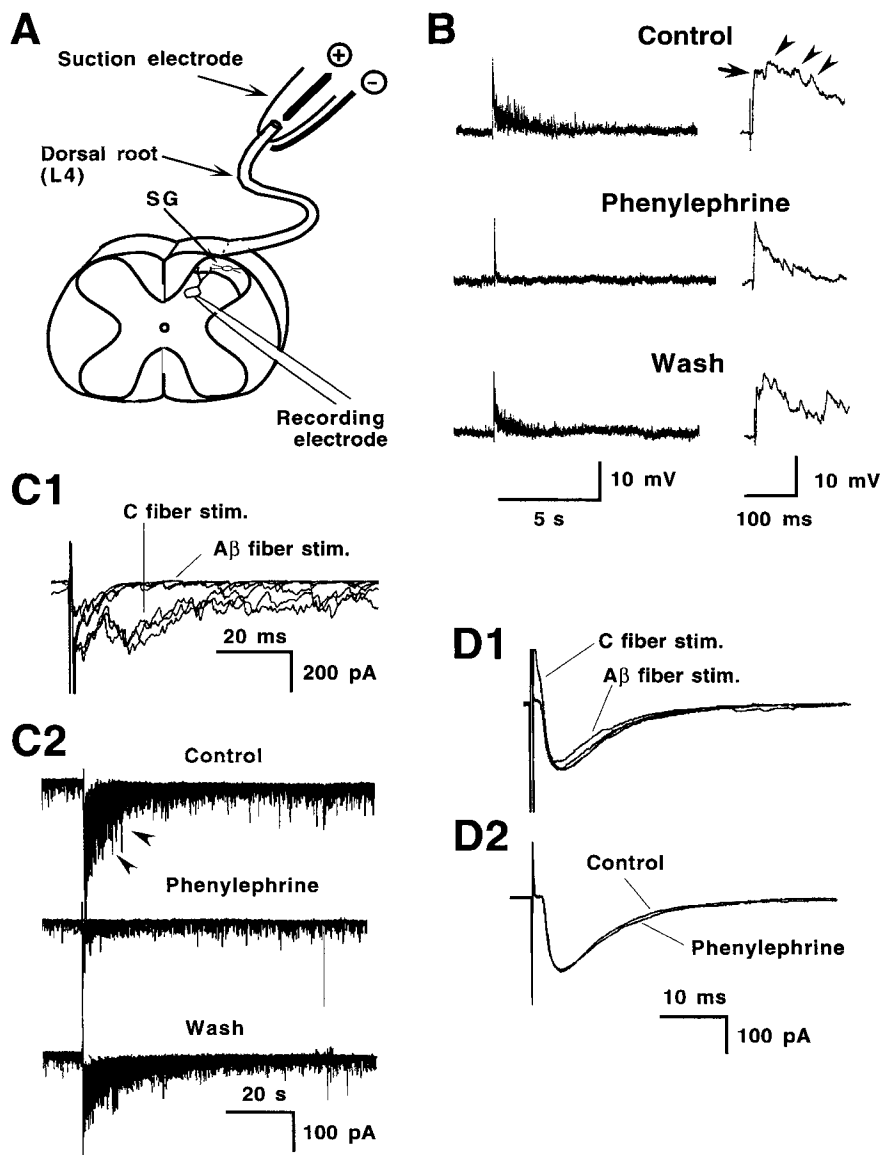 A
Suction electrode
+
−
Dorsal root
(L4)
SG
Recording
electrode
B
Control
Phenylephrine
Wash
10 mV
5 s
10 mV
100 ms
C1
C fiber stim.
Aβ fiber stim.
20 ms
200 pA
C2
Control
Phenylephrine
Wash
20 s
100 pA
D1
C fiber stim.
Aβ fiber stim.
D2
Control
Phenylephrine
10 ms
100 pA